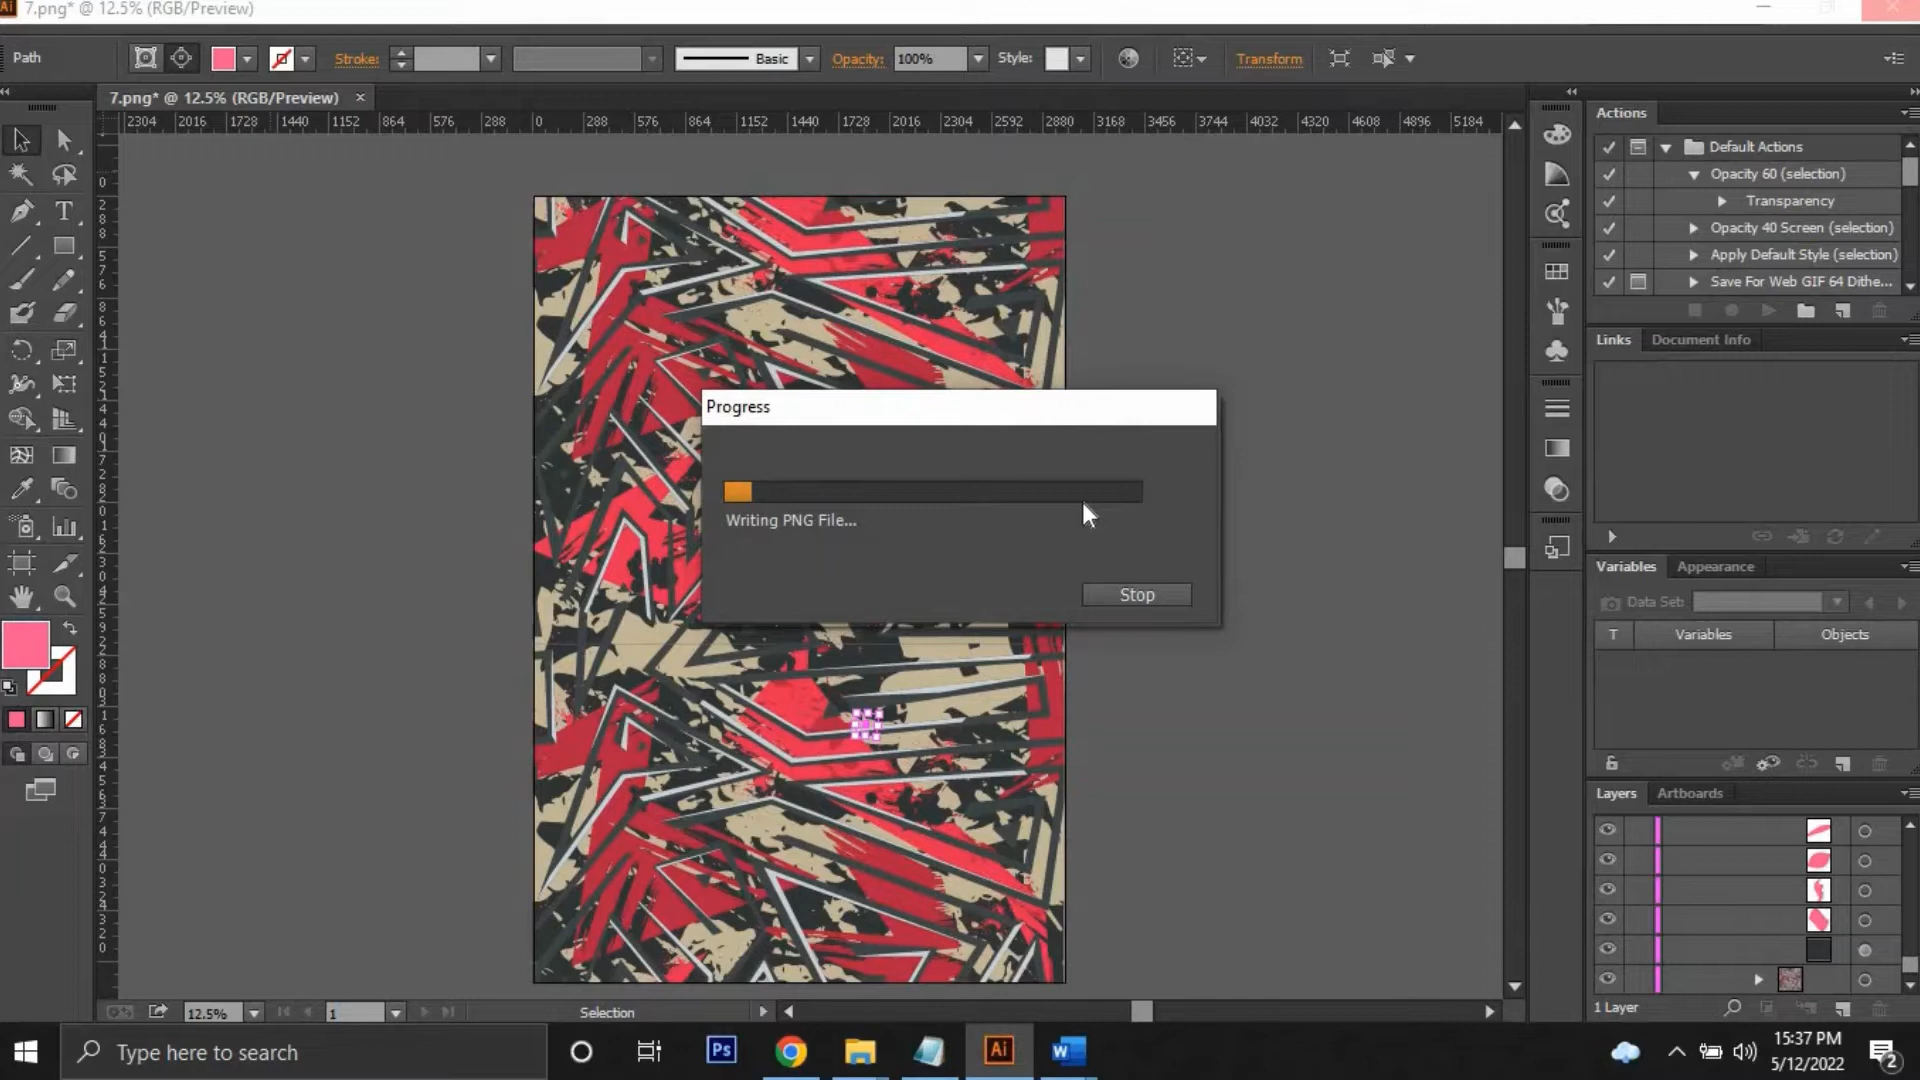 Ai 7.png* @ 12.5% (RGB/Preview)
Path
Stroke:
Basic
Opacity: 100%
Style:
Transform
7.png* @ 12.5% (RGB/Preview) ×
2304 2016 1728 1440 1152 864 576 288 0 288 576 864 1152 1440 1728 2016 2304 2592 2880 3168 3456 3744 4032 4320 4608 4896 5184
Actions
Default Actions
Opacity 60 (selection)
Transparency
Opacity 40 Screen (selection)
Apply Default Style (selection)
Save For Web GIF 64 Dithe...
Links Document Info
Progress
Writing PNG File...
Stop
Variables Appearance
Data Set:
T Variables Objects
Layers Artboards
1 Layer
12.5% 1 Selection
Type here to search
Ps
Ai
W
15:37 PM
5/12/2022
2